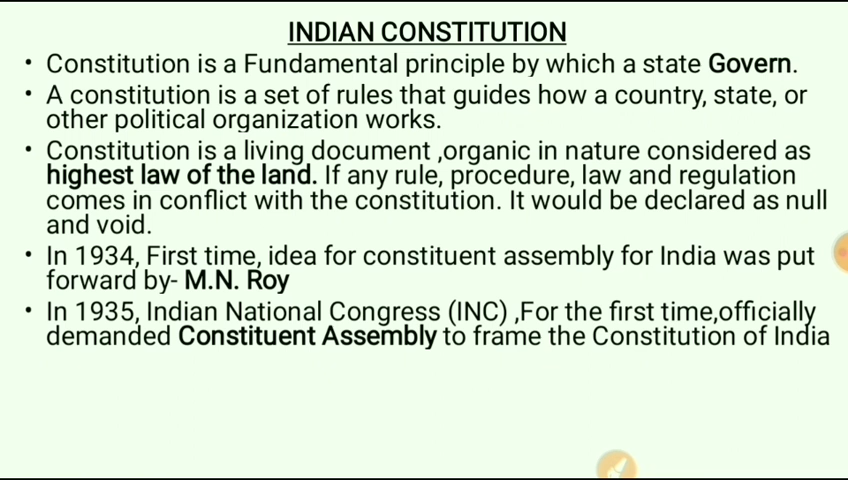 INDIAN CONSTITUTION
• Constitution is a Fundamental principle by which a state Govern.
• A constitution is a set of rules that guides how a country, state, or
other political organization works.
• Constitution is a living document ,organic in nature considered as
highest law of the land. If any rule, procedure, law and regulation
comes in conflict with the constitution. It would be declared as null
and void.
• In 1934, First time, idea for constituent assembly for India was put
forward by- M.N. Roy
• In 1935, Indian National Congress (INC) ,For the first time,officially
demanded Constituent Assembly to frame the Constitution of India